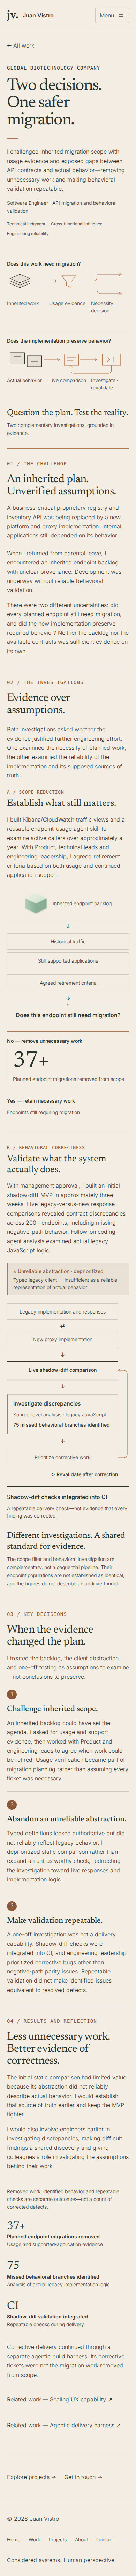 jv. Juan Vistro
Menu
← All work
GLOBAL BIOTECHNOLOGY COMPANY
Two decisions.
One safer
migration.
I challenged inherited migration scope with
usage evidence and exposed gaps between
API contracts and actual behavior—removing
unnecessary work and making behavioral
validation repeatable.
Software Engineer · API migration and behavioral
validation
Technical judgment Cross-functional influence
Engineering reliability
Does this work need migration?
Inherited work
Usage evidence
Necessity
decision
Does the implementation preserve behavior?
Actual behavior
Live comparison
Investigate ·
revalidate
Question the plan. Test the reality.
Two complementary investigations, grounded in
evidence.
01 / THE CHALLENGE
An inherited plan.
Unverified assumptions.
A business-critical proprietary registry and
inventory API was being replaced by a new
platform and proxy layer. Internal
applications still depended on its behavior.
When I returned from parental leave, I
encountered an inherited endpoint backlog
with unclear provenance. Development was
underway without a robust behavioral
validation.
There were two different uncertainties: did
every planned endpoint still need migration,
and did the new implementation preserve
required behavior? Neither the backlog nor the
available contracts was sufficient evidence on
its own.
02 / THE INVESTIGATIONS
Evidence over
assumptions.
Both investigations asked whether the
evidence justified further engineering effort.
One examined the necessity of planned work;
the other examined the reliability of the
implementation and its supposed sources of
truth.
A / SCOPE REDUCTION
Establish what still matters.
I built Kibana/CloudWatch traffic views and a
reusable endpoint-usage agent skill to
examine active callers over approximately a
year. With Product, technical leads and
engineering leadership, I agreed retirement
criteria based on both usage and continued
application support.
Inherited endpoint backlog
↓
Historical traffic
Still-supported applications
Agreed retirement criteria
↓
Does this endpoint still need migration?
No — remove unnecessary work
37+
Planned endpoint migrations removed from scope
Yes — retain necessary work
Endpoints still requiring migration
B / BEHAVIORAL CORRECTNESS
Validate what the system
actually does.
With management approval, I built an initial
shadow-diff MVP in approximately three
weeks. Live legacy-versus-new response
comparisons revealed contract discrepancies
across 200+ endpoints, including missing
negative-path behavior. Follow-on coding-
agent analysis examined actual legacy
JavaScript logic.
× Unreliable abstraction · deprioritized
Typed legacy client — Insufficient as a reliable
representation of actual behavior
Legacy implementation and responses
⇄
New proxy implementation
↓
Live shadow-diff comparison
↓
Investigate discrepancies
Source-level analysis · legacy JavaScript
75 missed behavioral branches identified
↓
Prioritize corrective work
↻ Revalidate after correction
Shadow-diff checks integrated into CI
A repeatable delivery check—not evidence that every
finding was corrected.
Different investigations. A shared
standard for evidence.
The scope filter and behavioral investigation are
complementary, not a sequential pipeline. Their
endpoint populations are not established as identical,
and the figures do not describe an additive funnel.
03 / KEY DECISIONS
When the evidence
changed the plan.
I treated the backlog, the client abstraction
and one-off testing as assumptions to examine
—not conclusions to preserve.
1
Challenge inherited scope.
An inherited backlog could have set the
agenda. I asked for usage and support
evidence, then worked with Product and
engineering leads to agree when work could
be retired. Usage verification became part of
migration planning rather than assuming every
ticket was necessary.
2
Abandon an unreliable abstraction.
Typed definitions looked authoritative but did
not reliably reflect legacy behavior. I
deprioritized static comparison rather than
expand an untrustworthy check, redirecting
the investigation toward live responses and
implementation logic.
3
Make validation repeatable.
A one-off investigation was not a delivery
safeguard. Shadow-diff checks were
integrated into CI, and engineering leadership
prioritized corrective bugs rather than
negative-path parity issues. Repeatable
validation did not make identified issues
equivalent to resolved issues.
04 / RESULTS AND REFLECTION
Less unnecessary work.
Better evidence of
correctness.
The initial static comparison had limited value
because its abstraction did not reliably
describe actual behavior. I would establish
that source of truth earlier and keep the MVP
shorter.
I would also involve engineers earlier in
investigating discrepancies, making difficult
findings a shared discovery and giving
colleagues a role in validating the assumptions
behind their work.
Removed work, identified behavior and repeatable
checks are separate outcomes—not a count of
corrected defects.
37+
Planned endpoint migrations removed
Usage and supported-application evidence
75
Missed behavioral branches identified
Analysis of actual legacy implementation logic
CI
Shadow-diff validation integrated
Repeatable checks during delivery
Corrective delivery continued through a
separate agentic build harness. Its corrective
tickets were not the migration work removed
from scope.
Related work — Scaling UX capability ↗
Related work — Agentic delivery harness ↗
Explore projects → Get in touch →
© 2026 Juan Vistro
Home Work Projects About Contact
Considered systems. Human perspective.